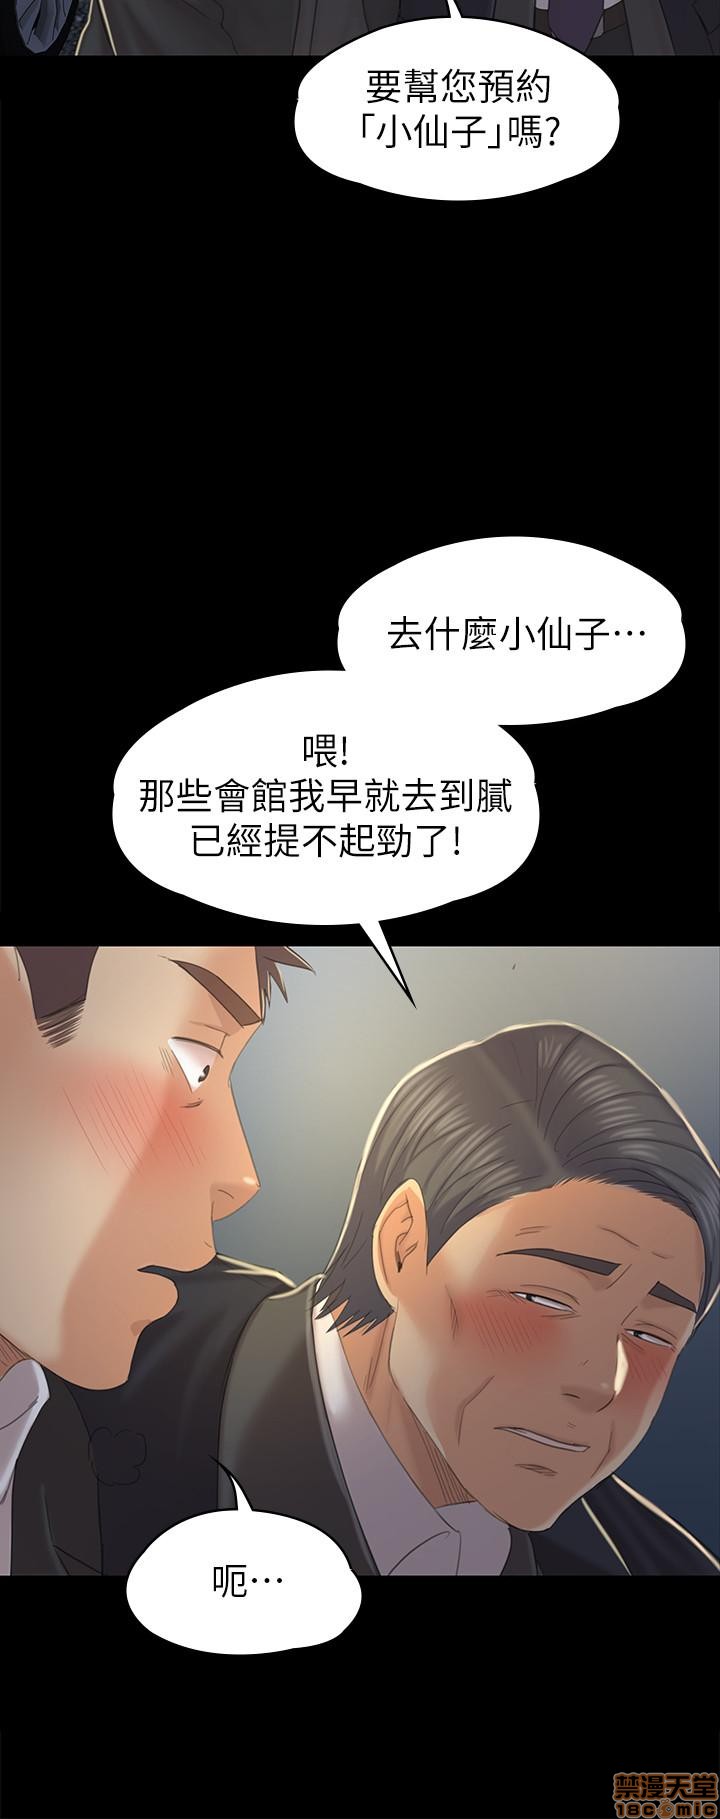 要幫您預約
「小仙子」嗎?
去什麼小仙子…
喂!
那些會館我早就去到膩
已經提不起勁了!
呃…
禁漫天堂
180Comic.com